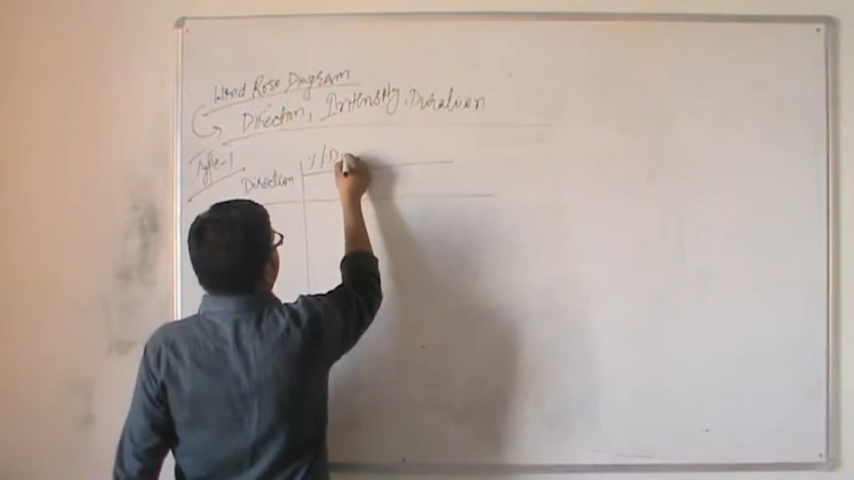 Wind Rose Diagram
Direction, Intensity, Duration
Type-1
Direction